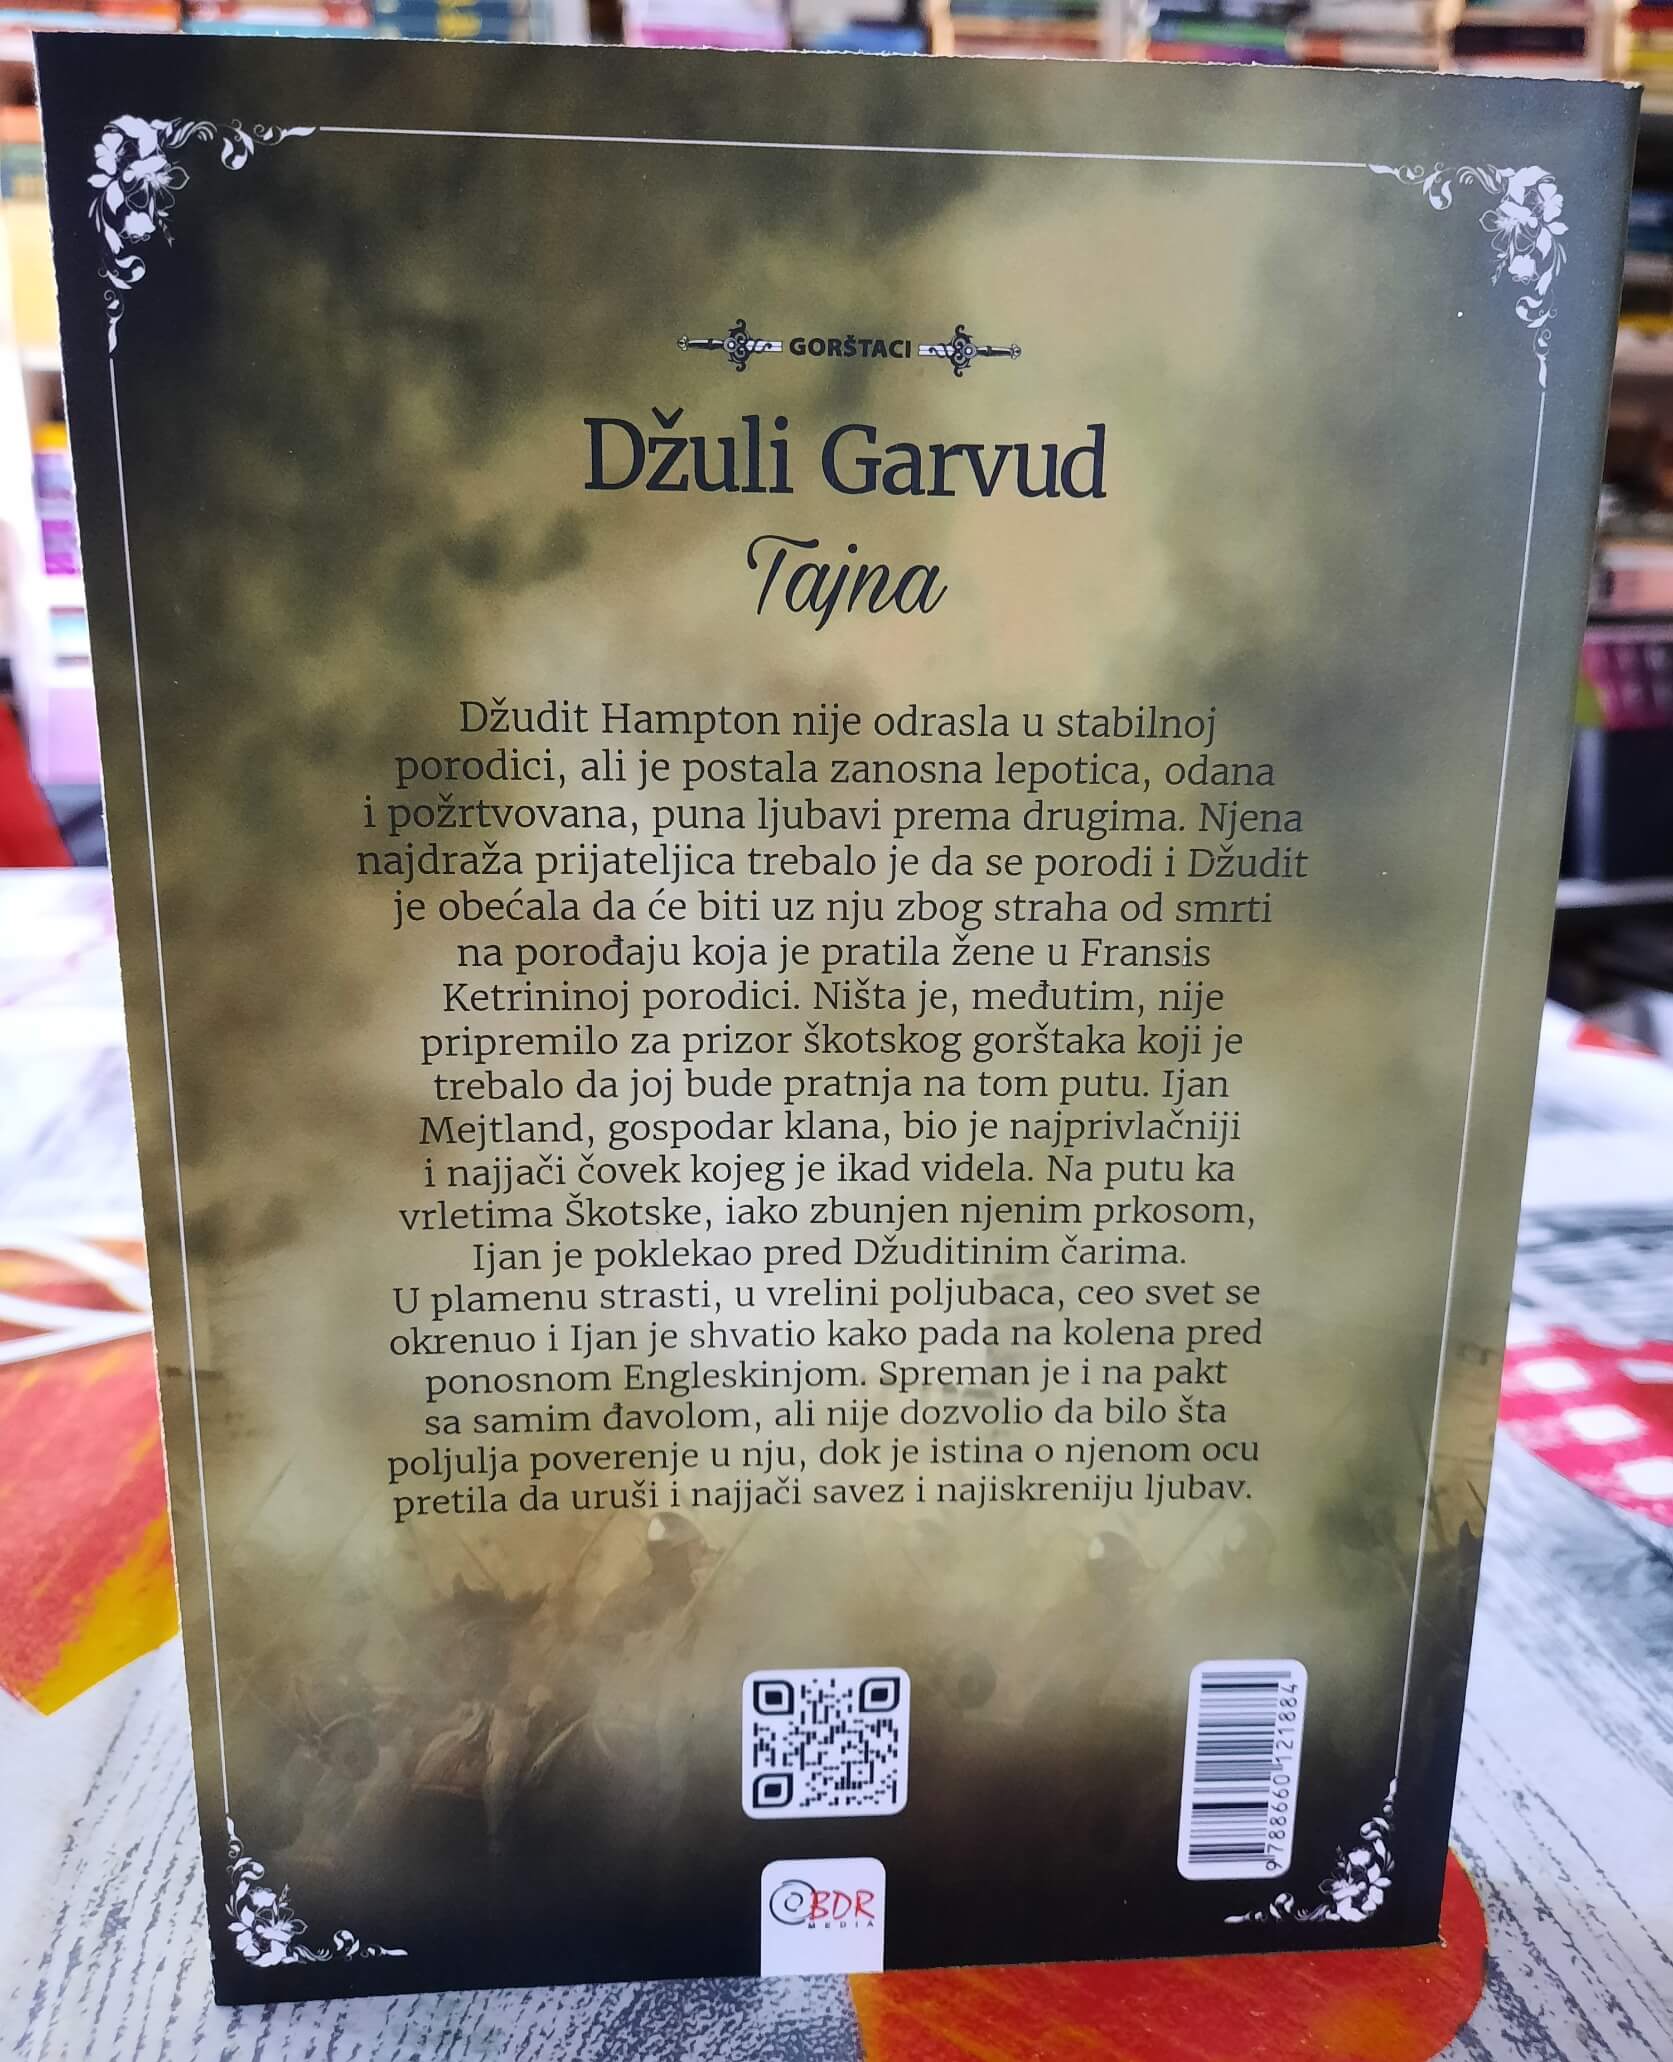 GORŠTACI
Džuli Garvud
Tajna
Džudit Hampton nije odrasla u stabilnoj
porodici, ali je postala zanosna lepotica, odana
i požrtvovana, puna ljubavi prema drugima. Njena
najdraža prijateljica trebalo je da se porodi i Džudit
je obećala da će biti uz nju zbog straha od smrti
na porođaju koja je pratila žene u Fransis
Ketrininoj porodici. Ništa je, međutim, nije
pripremilo za prizor škotskog gorštaka koji je
trebalo da joj bude pratnja na tom putu. Ijan
Mejtland, gospodar klana, bio je najprivlačniji
i najjači čovek kojeg je ikad videla. Na putu ka
vrletima Škotske, iako zbunjen njenim prkosom,
Ijan je poklekao pred Džuditinim čarima.
U plamenu strasti, u vrelini poljubaca, ceo svet se
okrenuo i Ijan je shvatio kako pada na kolena pred
ponosnom Engleskinjom. Spreman je i na pakt
sa samim đavolom, ali nije dozvolio da bilo šta
poljulja poverenje u nju, dok je istina o njenom ocu
pretila da uruši i najjači savez i najiskreniju ljubav.
9788660121884
BDR
MEDIA